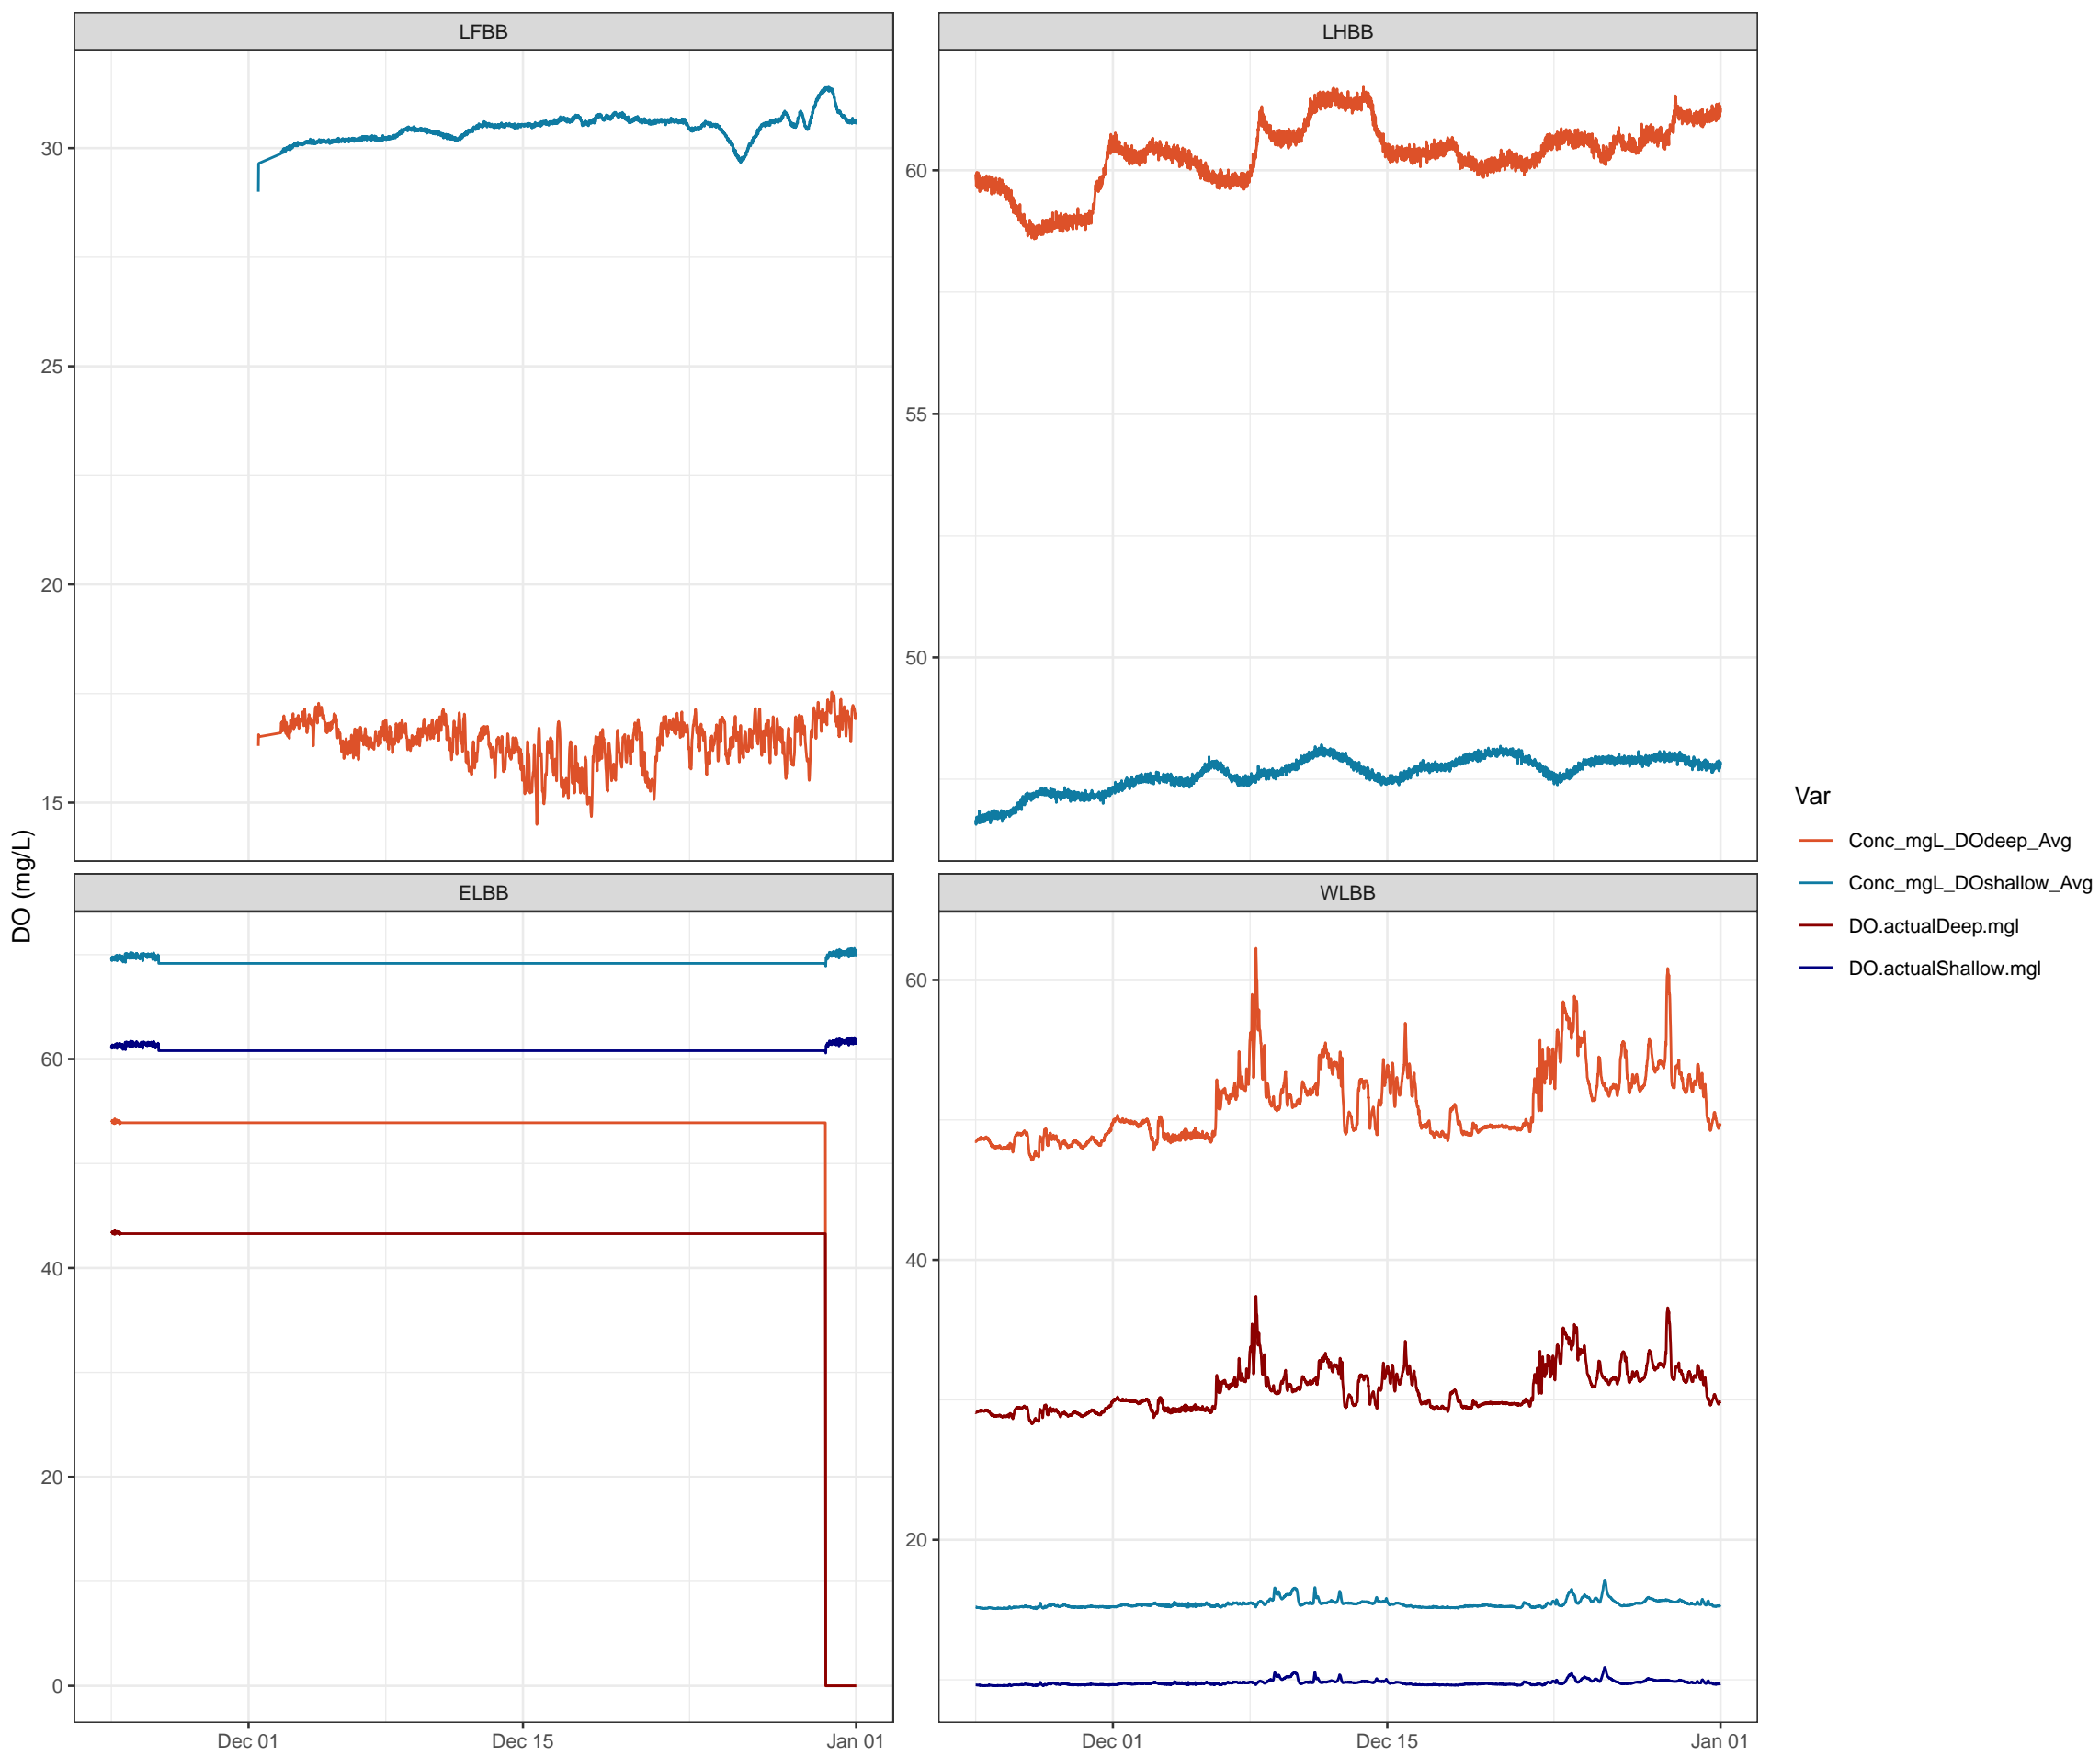 LFBB
LHBB
30
25
20
15
60
55
50
DO (mg/L)
ELBB
WLBB
60
40
20
0
60
40
20
Dec 01
Dec 15
Jan 01
Dec 01
Dec 15
Jan 01
Var
Conc_mgL_DOdeep_Avg
Conc_mgL_DOshallow_Avg
DO.actualDeep.mgl
DO.actualShallow.mgl